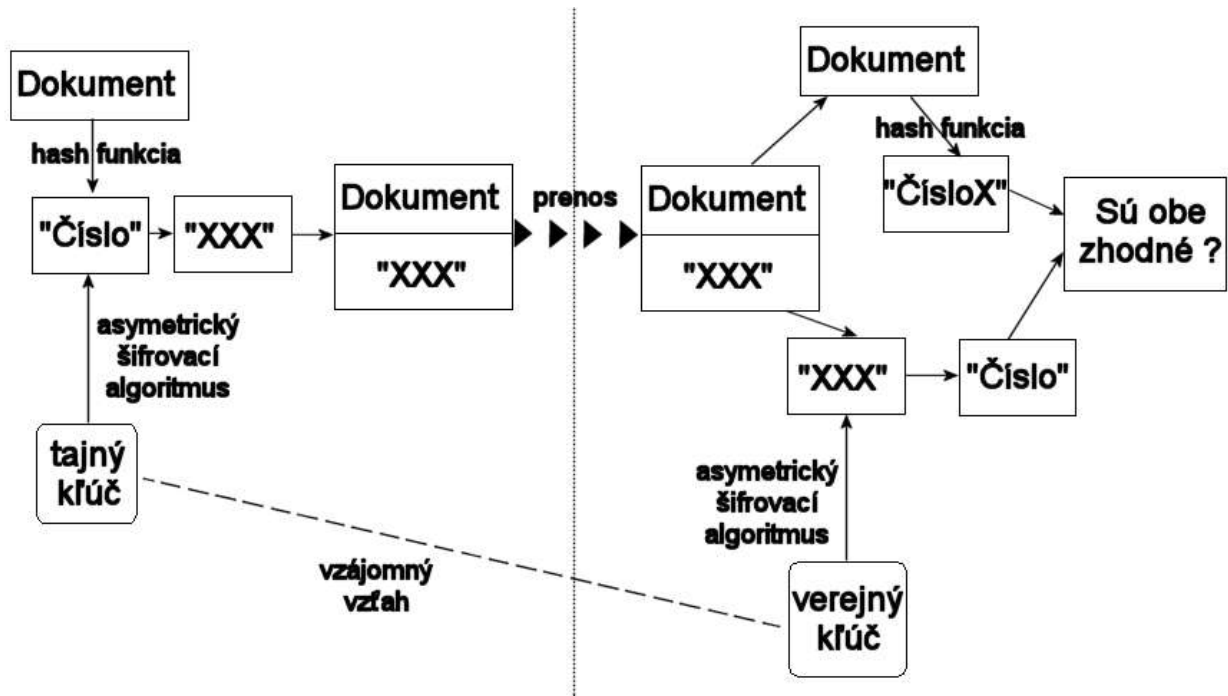 Dokument
hash funkcia
"Číslo"
"XXX"
Dokument
"XXX"
asymetrický
šifrovací
algoritmus
tajný
kľúč
vzájomný
vzťah
prenos
Dokument
hash funkcia
"ČísloX"
Dokument
"XXX"
Sú obe
zhodné ?
"XXX"
"Číslo"
asymetrický
šifrovací
algoritmus
verejný
kľúč